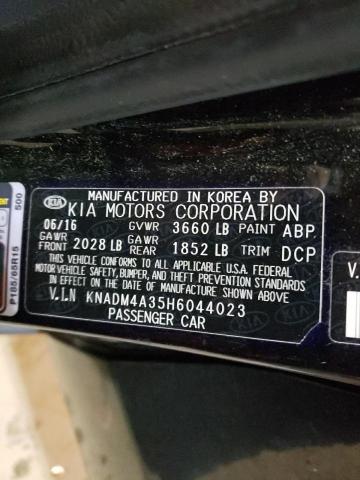 MANUFACTURED IN KOREA BY
KIA KIA MOTORS CORPORATION
06/16 GVWR 3660 LB PAINT ABP
GAWR GAWR
FRONT 2028 LB REAR 1852 LB TRIM DCP
THIS VEHICLE CONFORMS TO ALL APPLICABLE U.S.A. FEDERAL
MOTOR VEHICLE SAFETY, BUMPER, AND THEFT PREVENTION
STANDARDS IN EFFECT ON THE DATE OF MANUFACTURE SHOWN ABOVE
V.I.N KNADM4A35H6044023
PASSENGER CAR
P185/65R15
500
V.